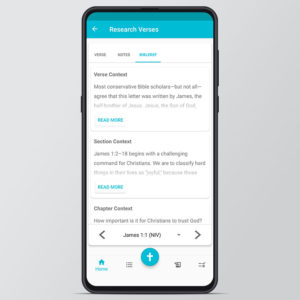 Research Verses
VERSE NOTES BIBLEREF
Verse Context
Most conservative Bible scholars—but not all—
agree that this letter was written by James, the
half-brother of Jesus. Jesus, the Son of God,
READ MORE
Section Context
James 1:2–18 begins with a challenging
command for Christians. We are to classify hard
things in their lives as "joyful," because those
READ MORE
Chapter Context
How important is it for Christians to trust God?
James 1:1 (NIV)
Home